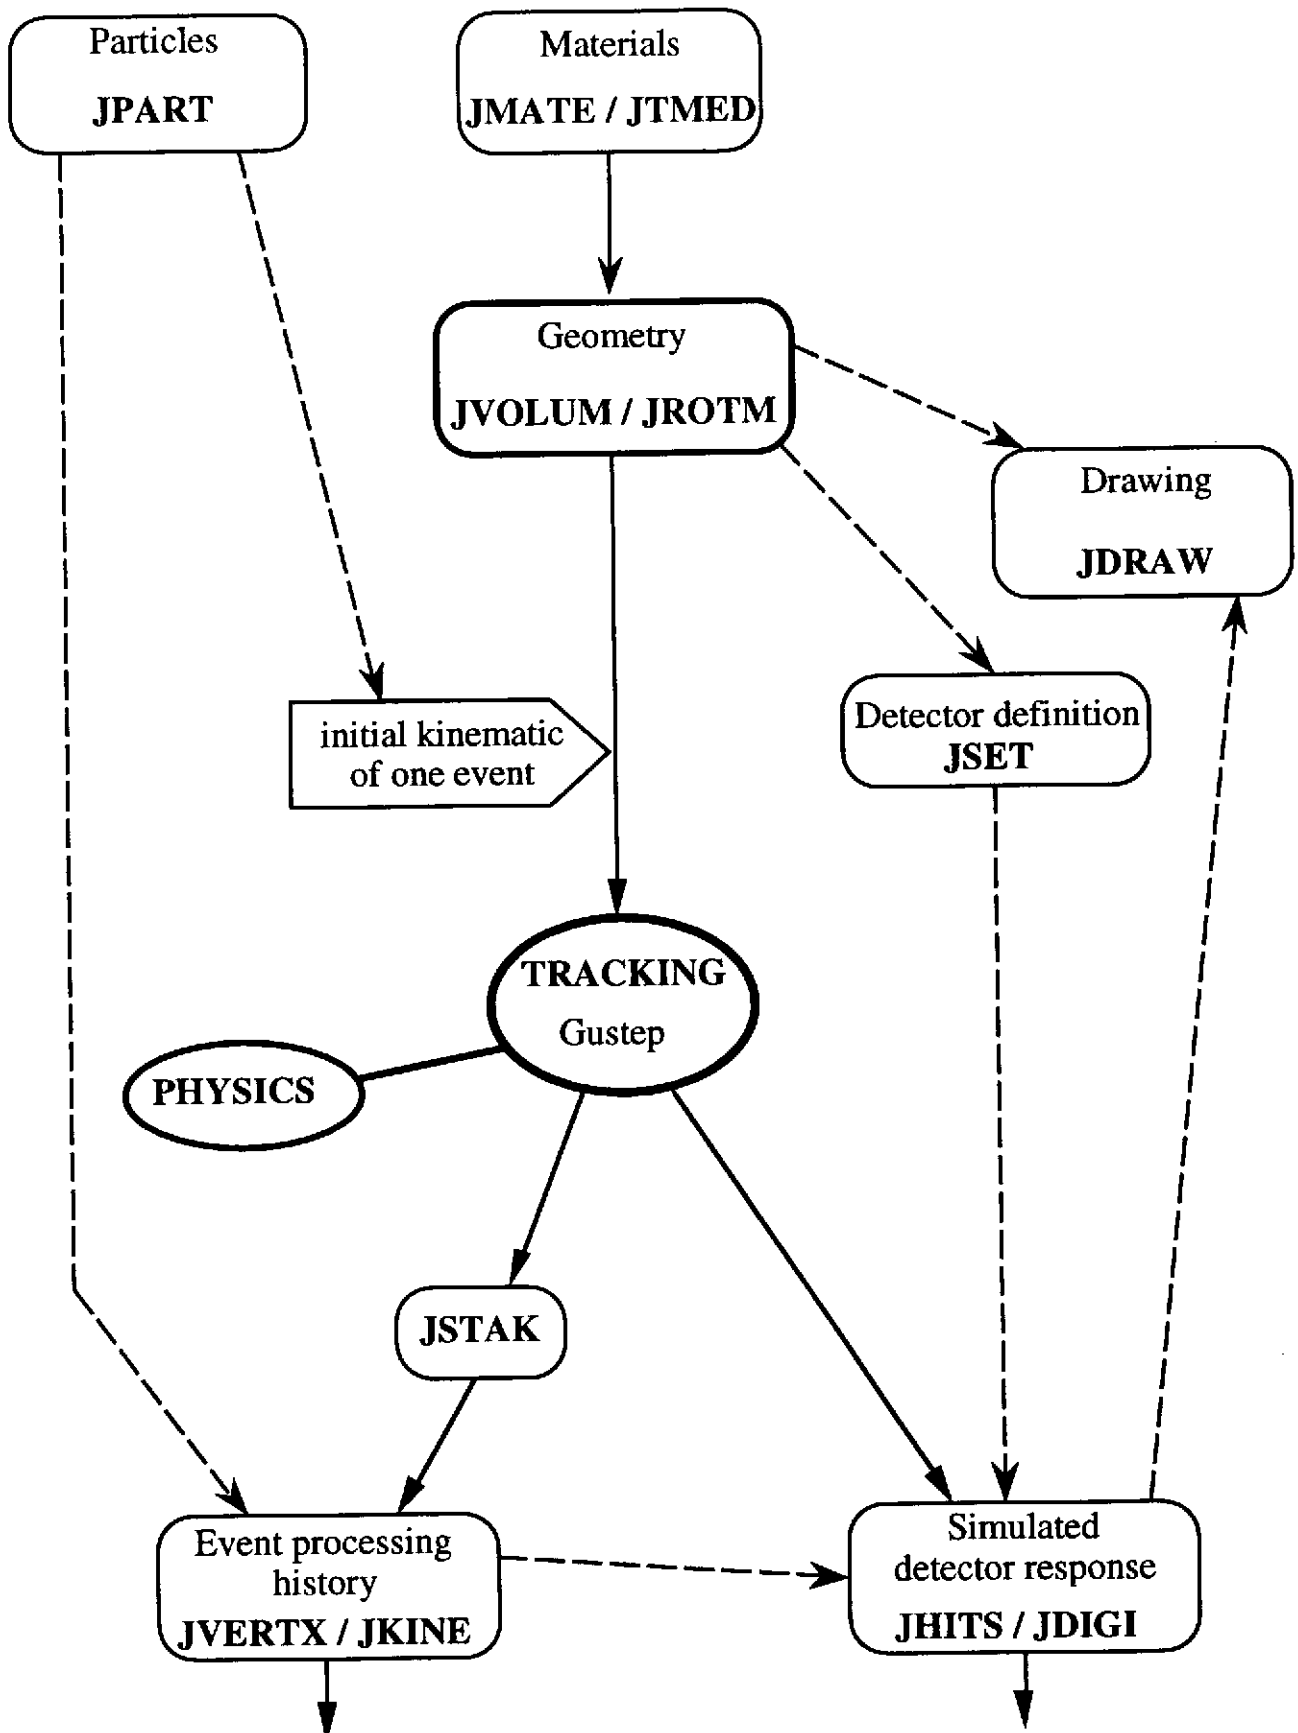 Particles
JPART
Materials
JMATE / JTMED
Geometry
JVOLUM / JROTM
Drawing
JDRAW
initial kinematic
of one event
Detector definition
JSET
TRACKING
Gustep
PHYSICS
JSTAK
Event processing
history
JVERTX / JKINE
Simulated
detector response
JHITS / JDIGI